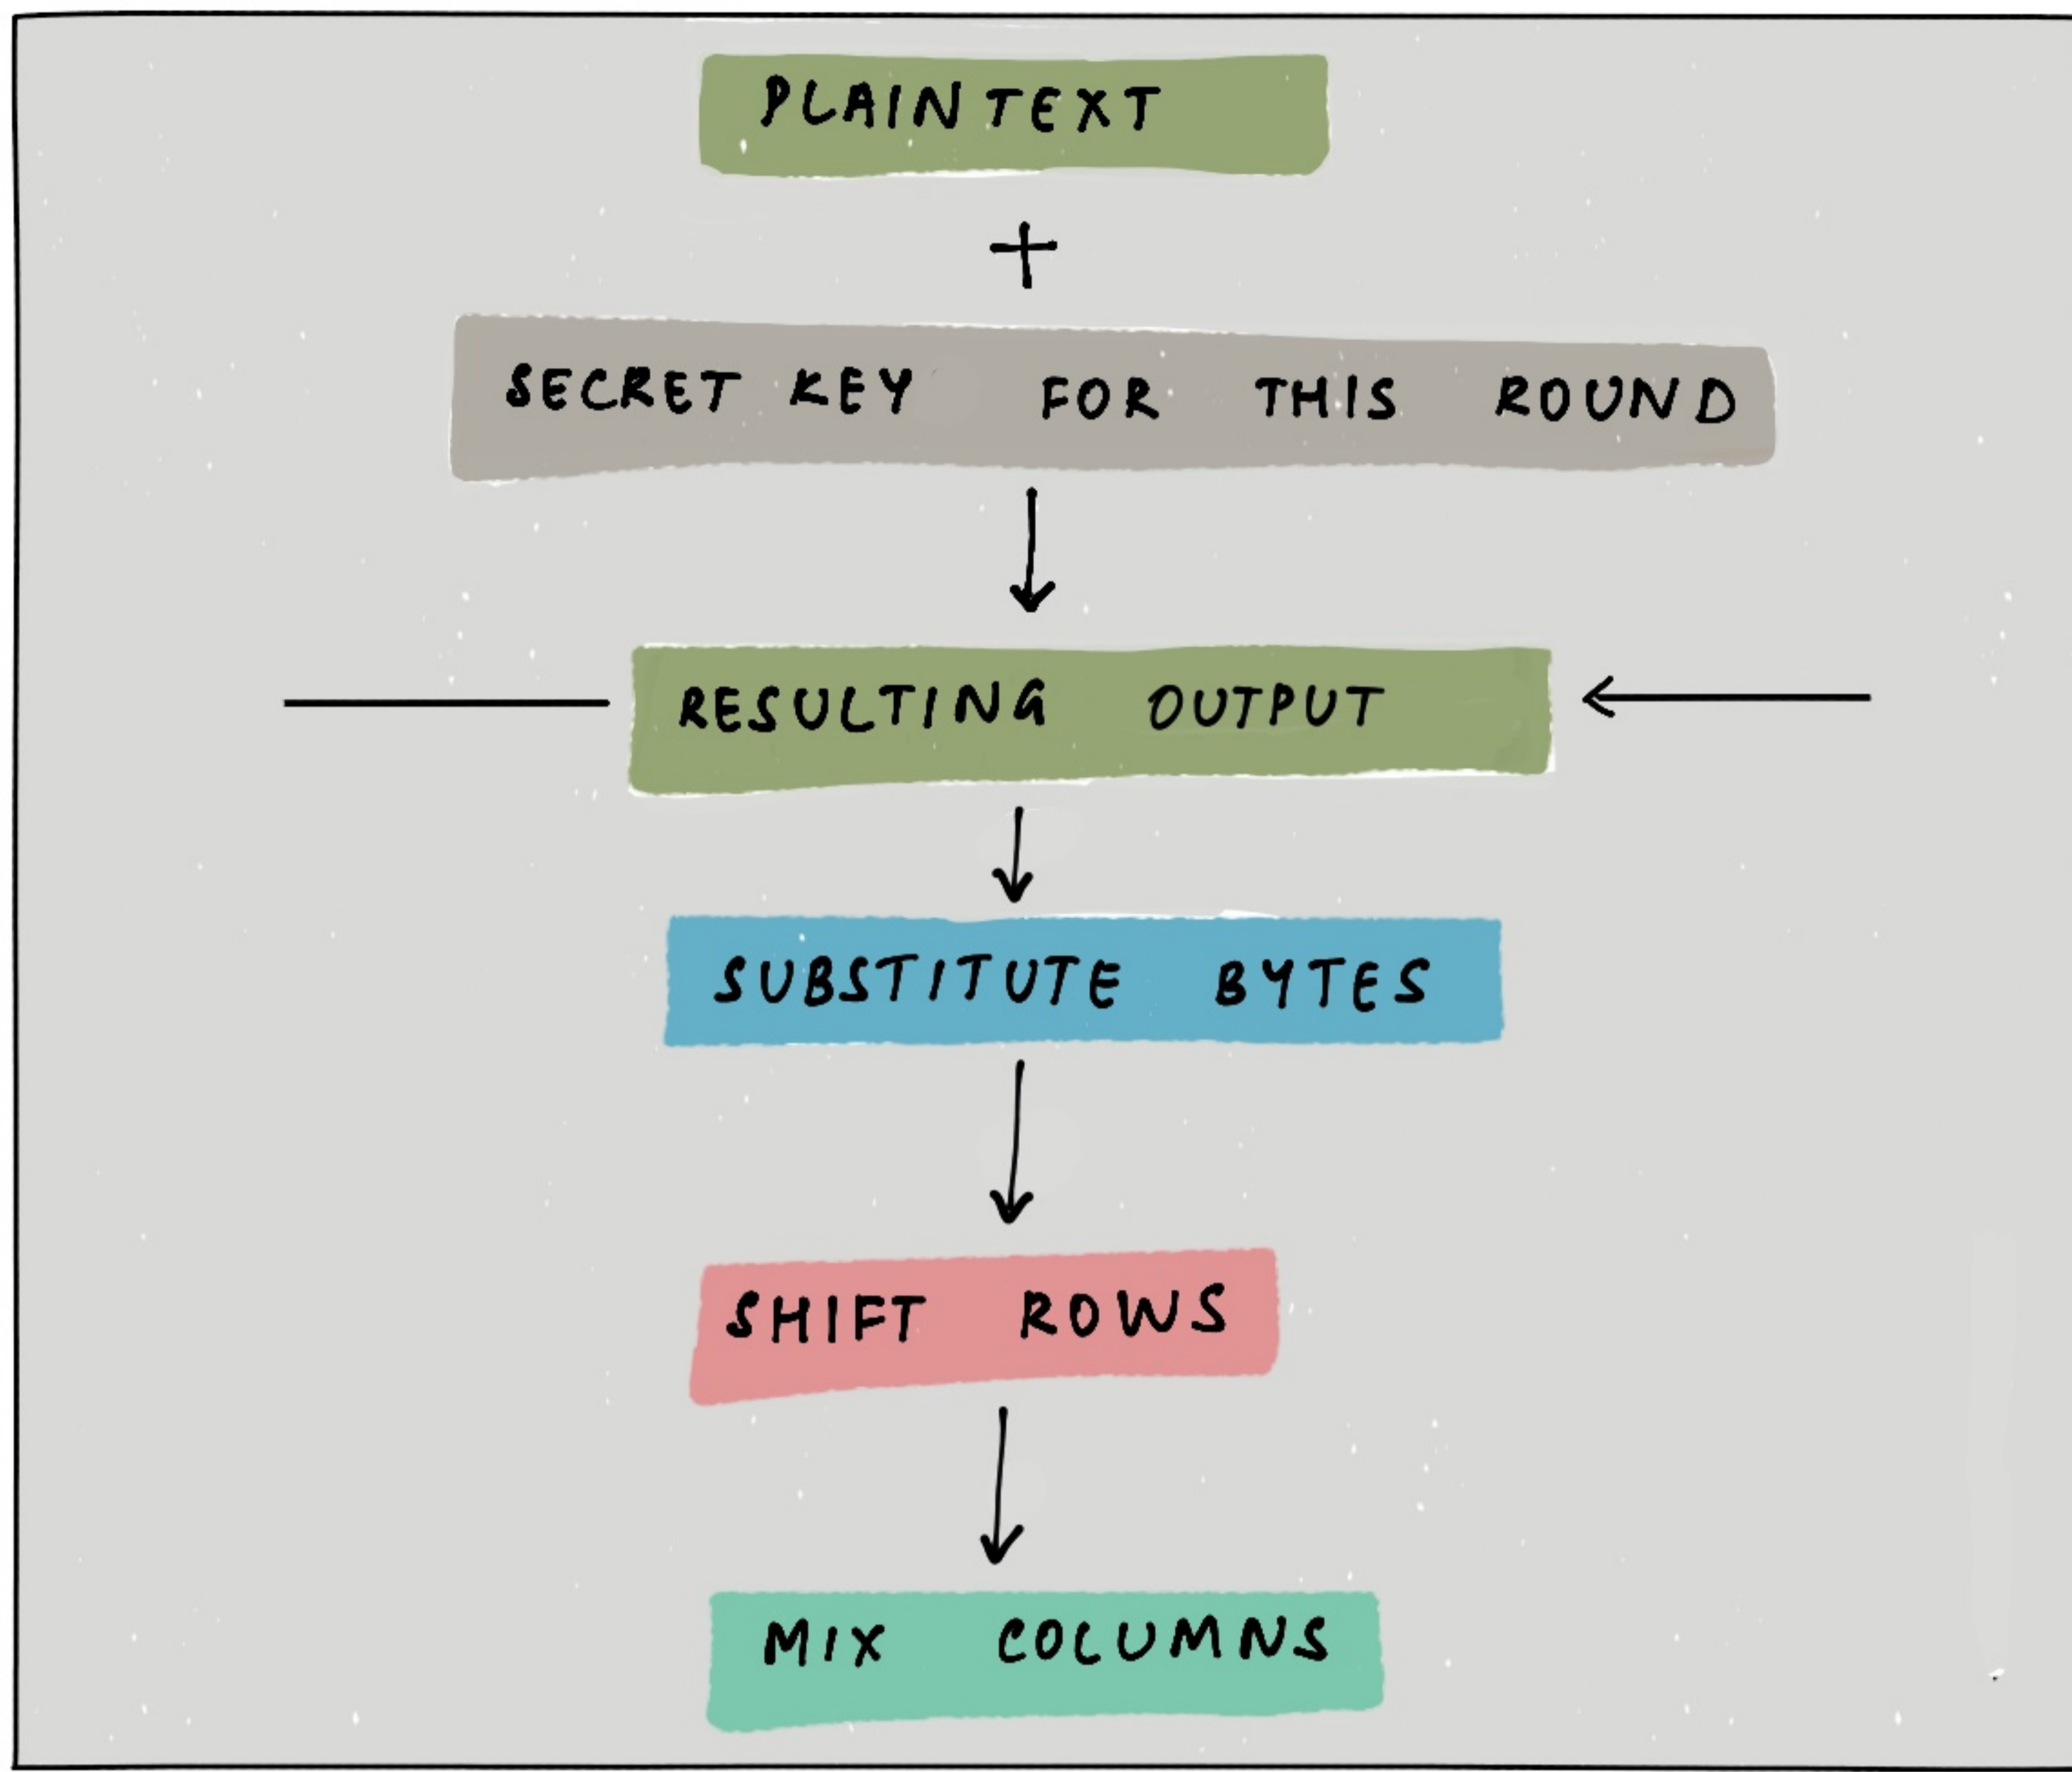 PLAINTEXT
+
SECRET KEY FOR THIS ROUND
RESULTING OUTPUT
SUBSTITUTE BYTES
SHIFT ROWS
MIX COLUMNS